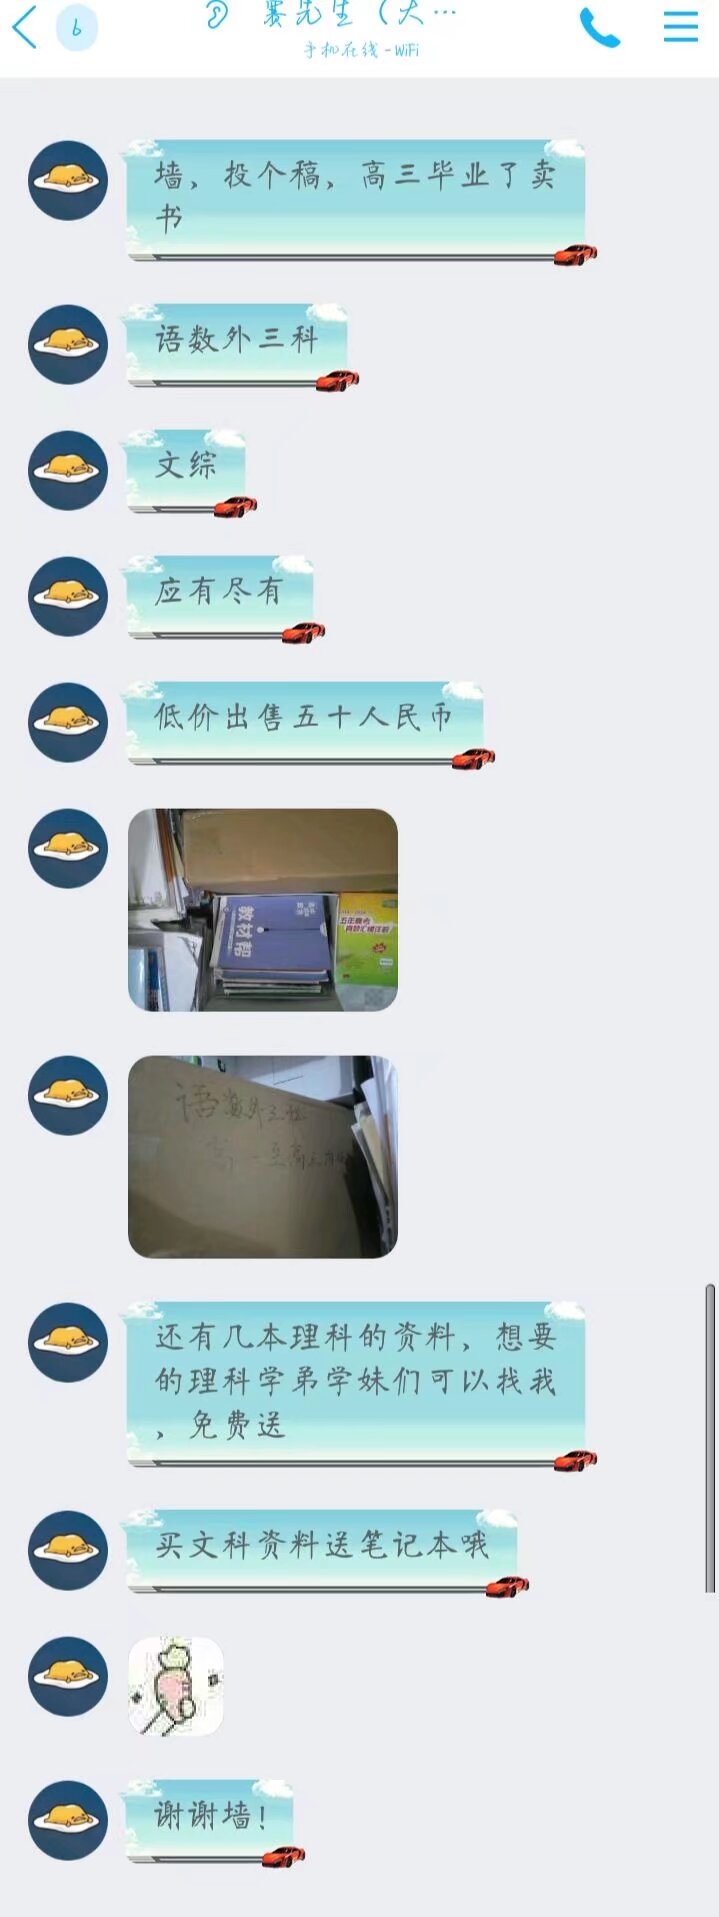 6
赛先生（大…
手机在线-WiFi
墙，投个稿，高三毕业了卖
书
语数外三科
文综
应有尽有
低价出售五十人民币
教材帮
五年高考
语数外三科
高一至高三
还有几本理科的资料，想要
的理科学弟学妹们可以找我
，免费送
买文科资料送笔记本哦
谢谢墙！